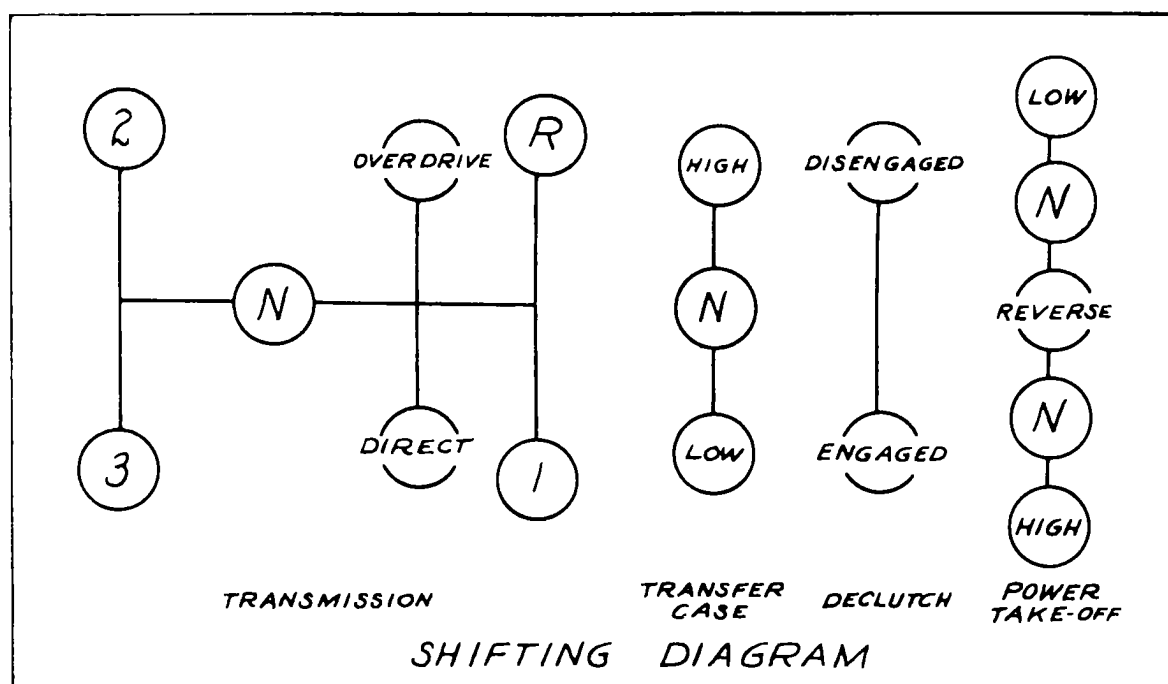 2
OVERDRIVE
R
N
3
DIRECT
1
TRANSMISSION
HIGH
N
LOW
TRANSFER
CASE
DISENGAGED
ENGAGED
DECLUTCH
LOW
N
REVERSE
N
HIGH
POWER
TAKE-OFF
SHIFTING DIAGRAM